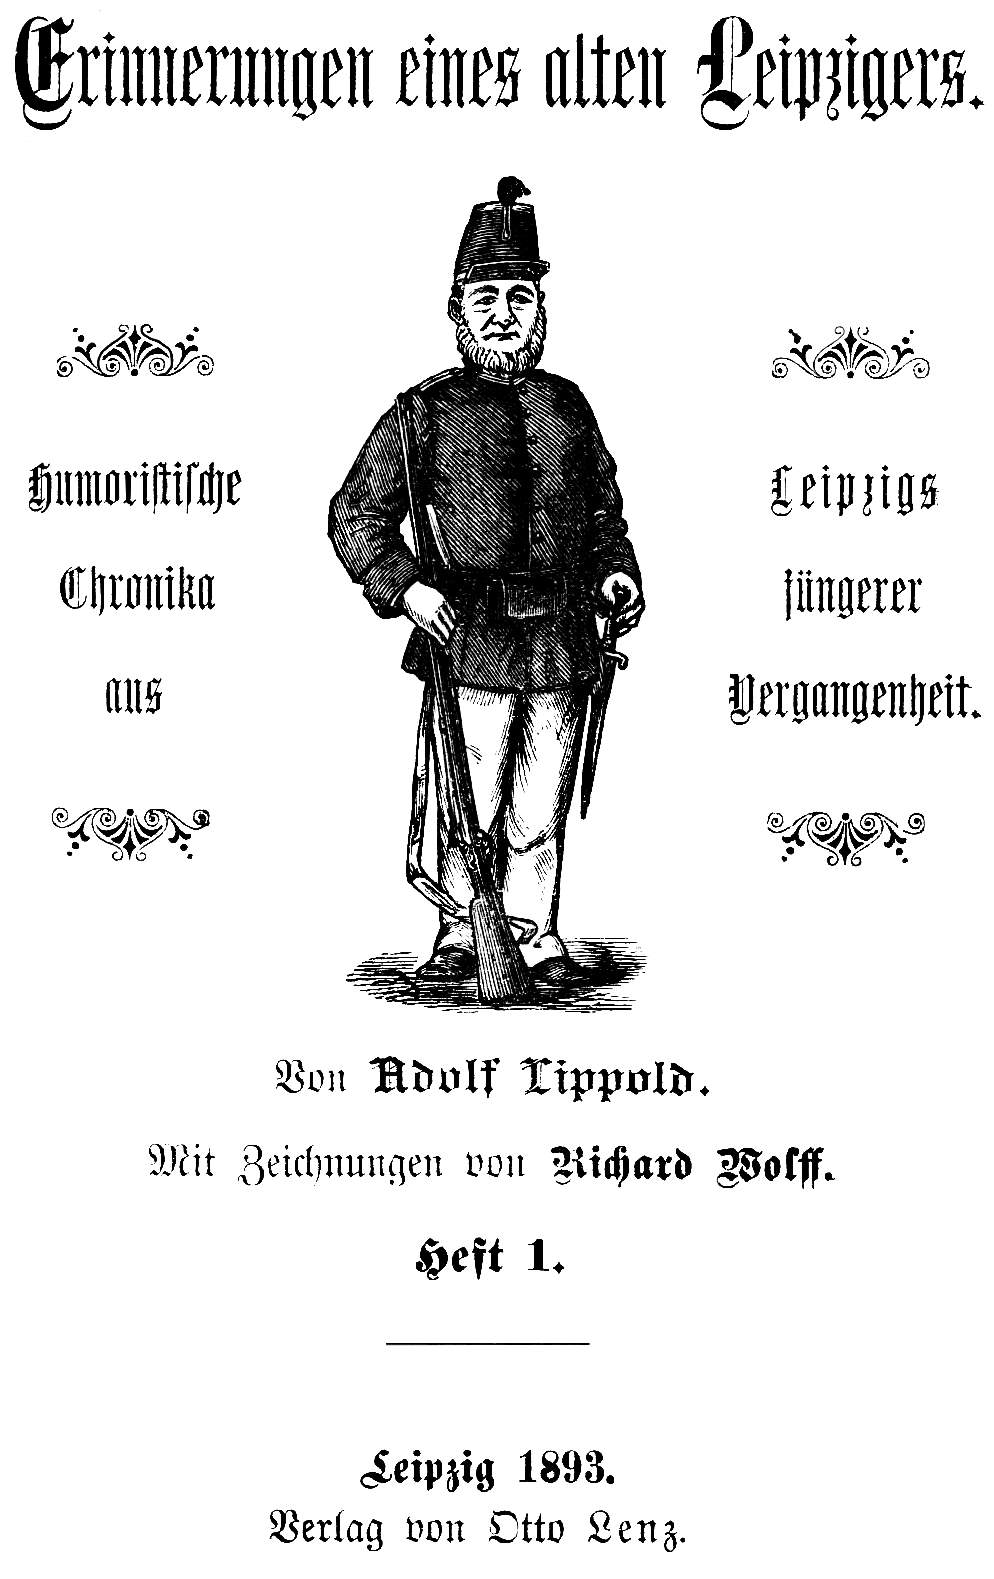 Erinnerungen eines alten Leipzigers.
Humoristische
Chronika
aus
Leipzigs
jüngerer
Vergangenheit.
Von Adolf Lippold.
Mit Zeichnungen von Richard Wolff.
Heft 1.
Leipzig 1893.
Verlag von Otto Lenz.